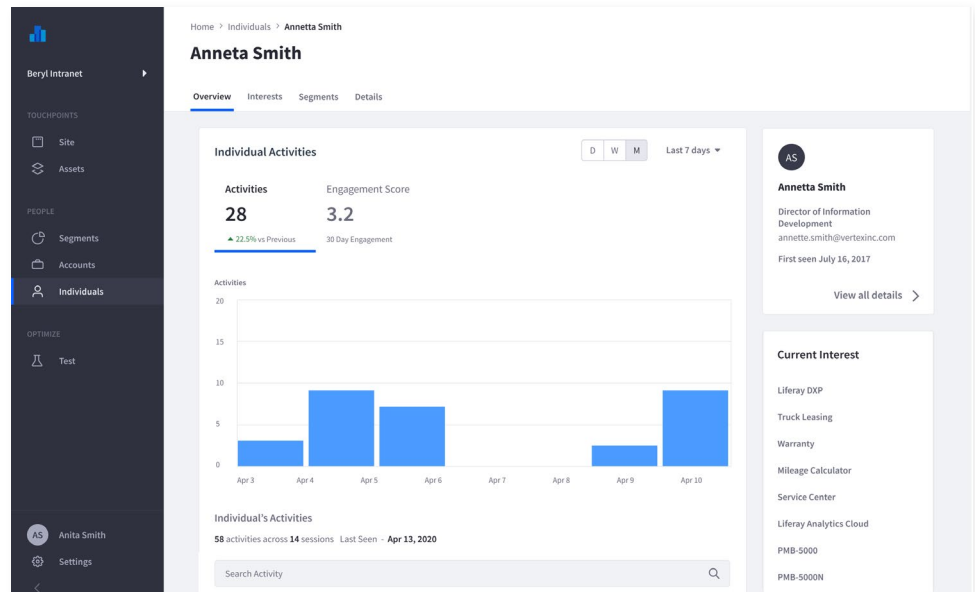 Home > Individuals > Annetta Smith
Anneta Smith
Overview Interests Segments Details
Beryl Intranet
TOUCHPOINTS
Site
Assets
PEOPLE
Segments
Accounts
Individuals
OPTIMIZE
Test
AS Anita Smith
Settings
Individual Activities
D W M Last 7 days
Activities Engagement Score
28 3.2
22.5% vs Previous 30 Day Engagement
Activities
20
15
10
5
0
Apr 3 Apr 4 Apr 5 Apr 6 Apr 7 Apr 8 Apr 9 Apr 10
Individual's Activities
58 activities across 14 sessions Last Seen - Apr 13, 2020
Search Activity
AS
Annetta Smith
Director of Information
Development
annette.smith@vertexinc.com
First seen July 16, 2017
View all details
Current Interest
Liferay DXP
Truck Leasing
Warranty
Mileage Calculator
Service Center
Liferay Analytics Cloud
PMB-5000
PMB-5000N